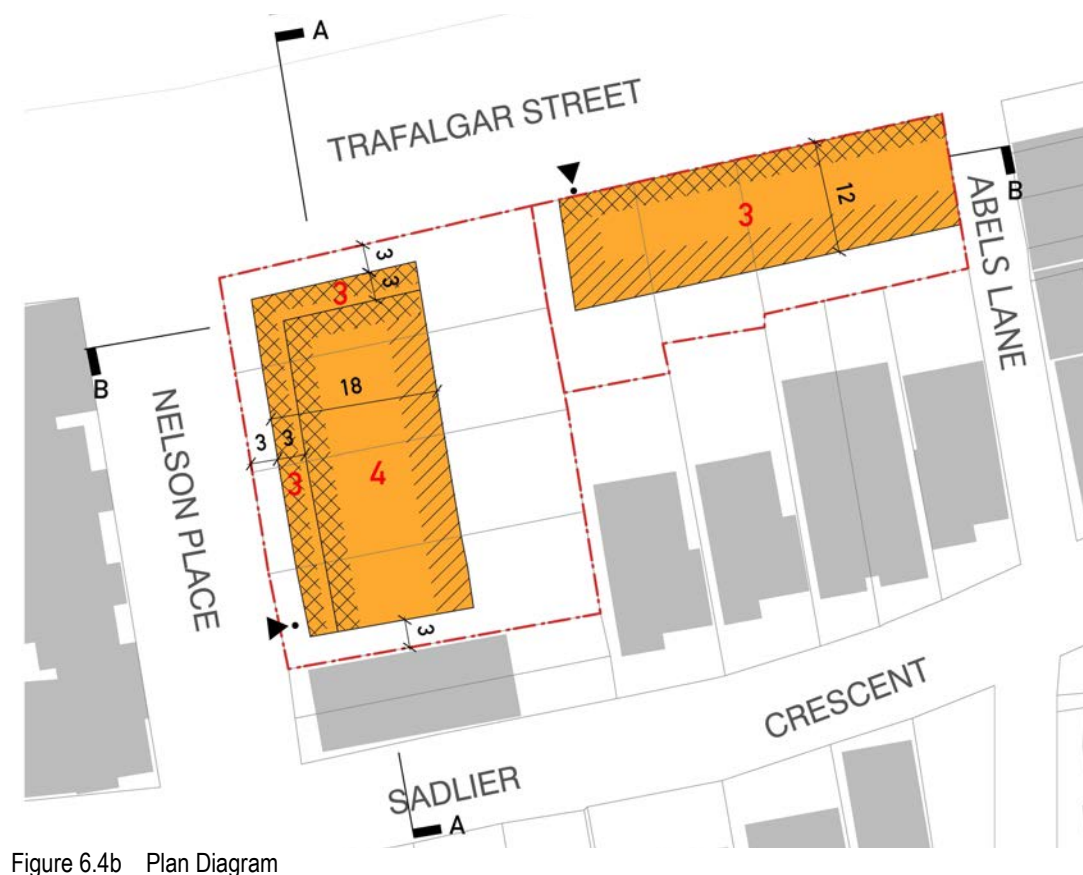 A
TRAFALGAR STREET
B
ABELS LANE
12
3
3
3
3
B
18
3
3
3
4
NELSON PLACE
3
CRESCENT
SADLIER
A
Figure 6.4b Plan Diagram